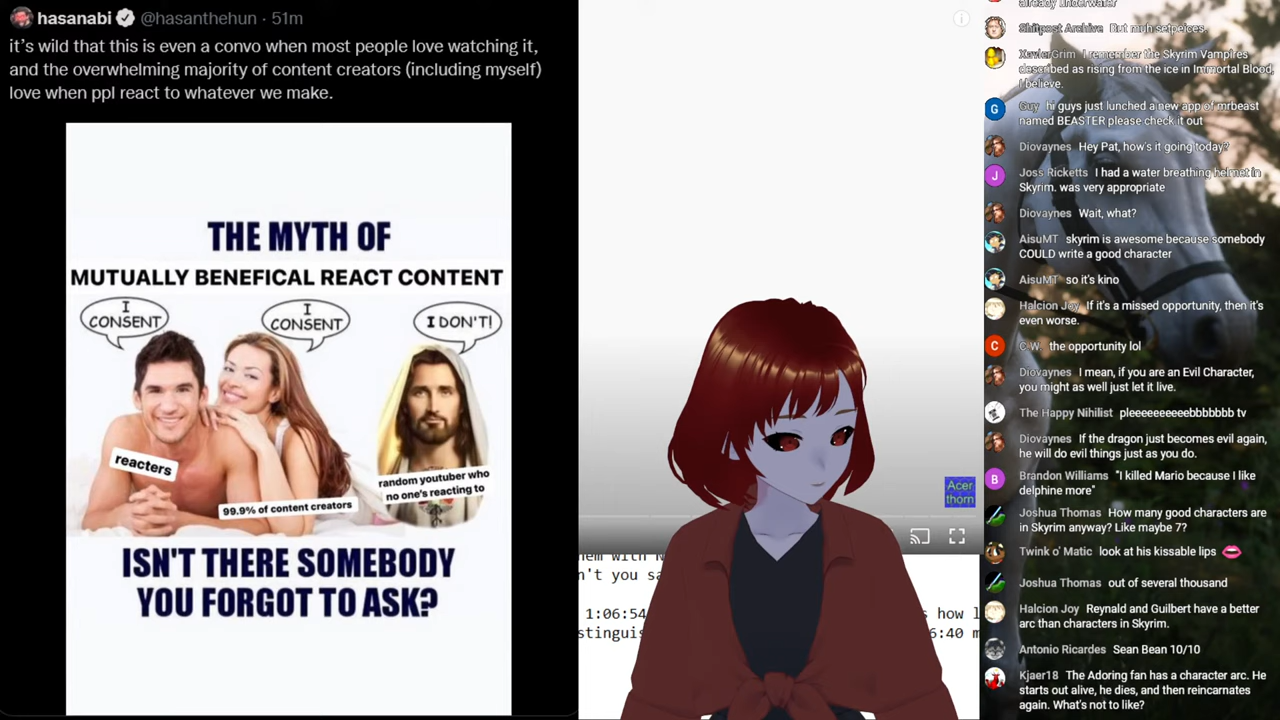 hasanabi @hasanthehun · 51m
it's wild that this is even a convo when most people love watching it,
and the overwhelming majority of content creators (including myself)
love when ppl react to whatever we make.
THE MYTH OF
MUTUALLY BENEFICAL REACT CONTENT
I
CONSENT
I
CONSENT
I DON'T!
reacters
99.9% of content creators
random youtuber who
no one's reacting to
ISN'T THERE SOMEBODY
YOU FORGOT TO ASK?
Acer
thorn
n't you sa
1:06:54
s how l
stinguis
6:40 m
already underwater
Shitpost Archive But muh setpeices.
XavierGrim I remember the Skyrim Vampires
described as rising from the ice in Immortal Blood,
I believe.
G
Guy hi guys just lunched a new app of mrbeast
named BEASTER please check it out
Diovaynes Hey Pat, how's it going today?
J
Joss Ricketts I had a water breathing helmet in
Skyrim. was very appropriate
Diovaynes Wait, what?
AisuMT skyrim is awesome because somebody
COULD write a good character
AisuMT so it's kino
Halcion Joy If it's a missed opportunity, then it's
even worse.
C
C.W. the opportunity lol
Diovaynes I mean, if you are an Evil Character,
you might as well just let it live.
The Happy Nihilist pleeeeeeeeeebbbbbbb tv
Diovaynes If the dragon just becomes evil again,
he will do evil things just as you do.
B
Brandon Williams "I killed Mario because I like
delphine more"
Joshua Thomas How many good characters are
in Skyrim anyway? Like maybe 7?
Twink o' Matic look at his kissable lips 🫦
Joshua Thomas out of several thousand
Halcion Joy Reynald and Guilbert have a better
arc than characters in Skyrim.
Antonio Ricardes Sean Bean 10/10
Kjaer18 The Adoring fan has a character arc. He
starts out alive, he dies, and then reincarnates
again. What's not to like?